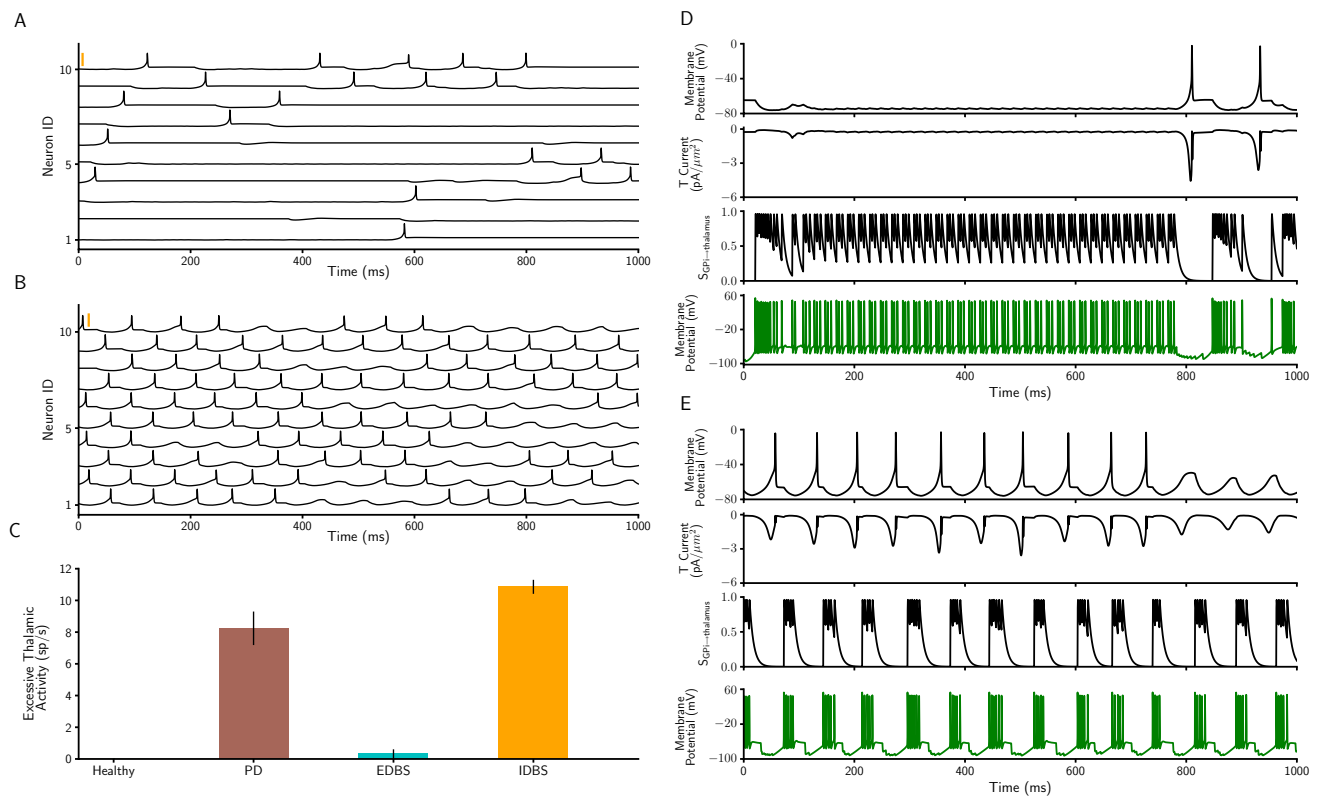 A
Neuron ID
10
5
1
0 200 400 600 800 1000
Time (ms)
B
Neuron ID
10
5
1
0 200 400 600 800 1000
Time (ms)
C
Excessive Thalamic
Activity (sp/s)
12
10
8
6
4
2
0
Healthy PD EDBS IDBS
D
Membrane
Potential (mV)
0
−40
−80
T Current
(pA/μm²)
0
−3
−6
S_GPi→thalamus
1.0
0.5
0.0
Membrane
Potential (mV)
60
−20
−100
0 200 400 600 800 1000
Time (ms)
E
Membrane
Potential (mV)
0
−40
−80
T Current
(pA/μm²)
0
−3
−6
S_GPi→thalamus
1.0
0.5
0.0
Membrane
Potential (mV)
60
−20
−100
0 200 400 600 800 1000
Time (ms)